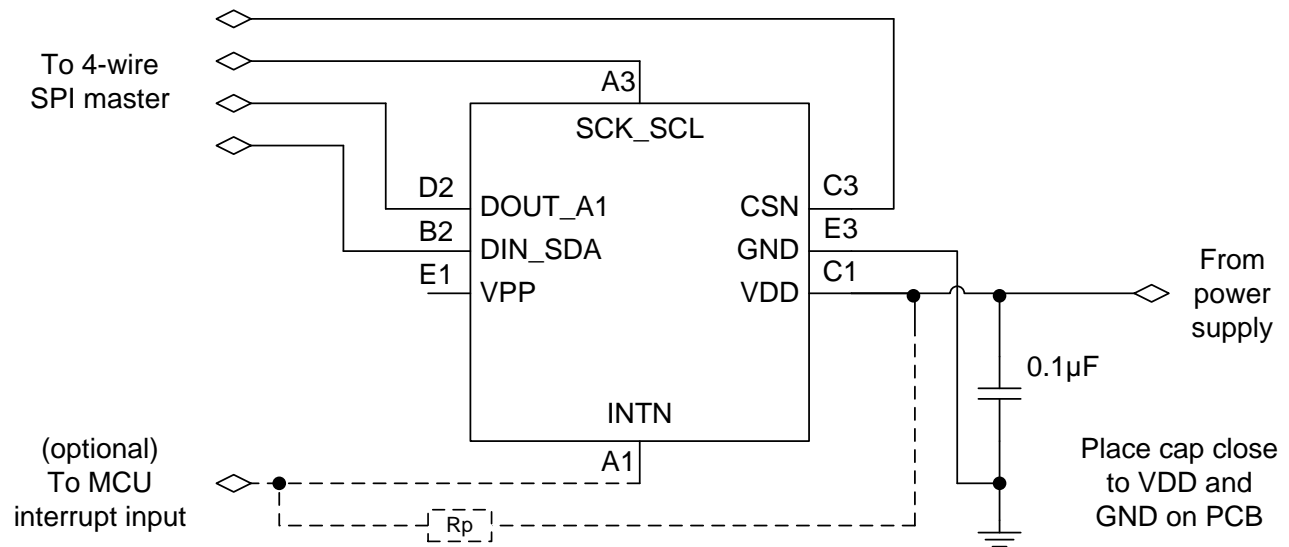 To 4-wire
SPI master
A3
SCK_SCL
D2
DOUT_A1
B2
DIN_SDA
E1
VPP
C3
CSN
E3
GND
C1
VDD
From
power
supply
0.1µF
INTN
A1
(optional)
To MCU
interrupt input
Rp
Place cap close
to VDD and
GND on PCB